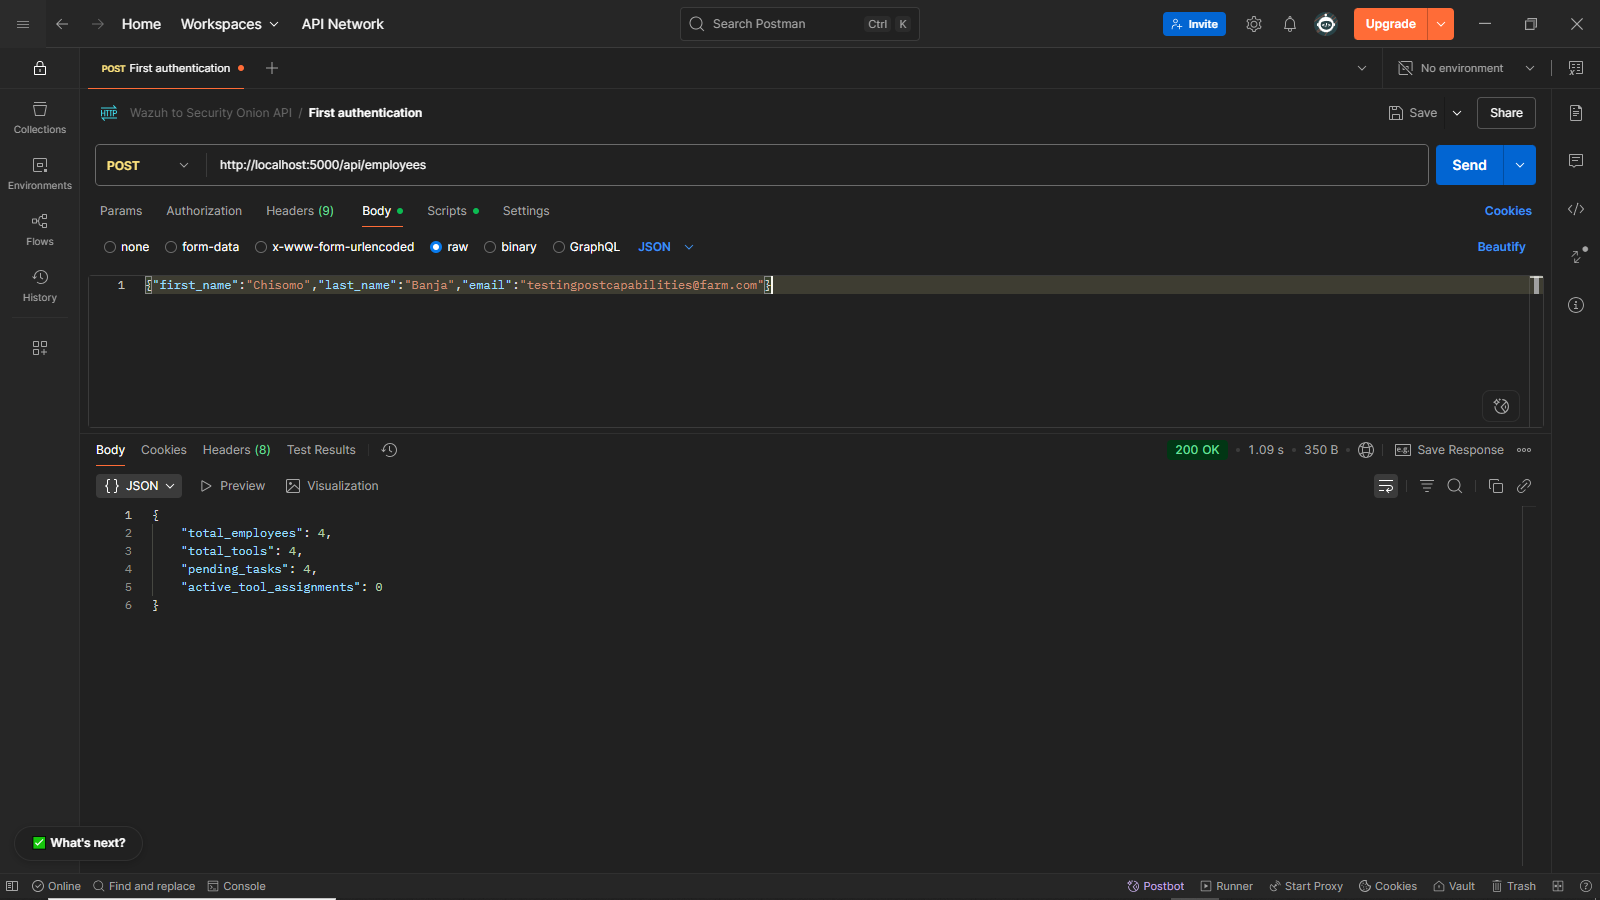 Home Workspaces API Network Search Postman Ctrl K Invite Upgrade
POST First authentication No environment
HTTP Wazuh to Security Onion API / First authentication Save Share
Collections
POST http://localhost:5000/api/employees Send
Environments
Params Authorization Headers (9) Body Scripts Settings Cookies
Flows
none form-data x-www-form-urlencoded raw binary GraphQL JSON Beautify
History
1 {"first_name":"Chisomo","last_name":"Banja","email":"testingpostcapabilities@farm.com"}
Body Cookies Headers (8) Test Results 200 OK • 1.09 s • 350 B • e.g. Save Response
{ } JSON Preview Visualization
1 {
2 "total_employees": 4,
3 "total_tools": 4,
4 "pending_tasks": 4,
5 "active_tool_assignments": 0
6 }
What's next?
Online Find and replace Console Postbot Runner Start Proxy Cookies Vault Trash